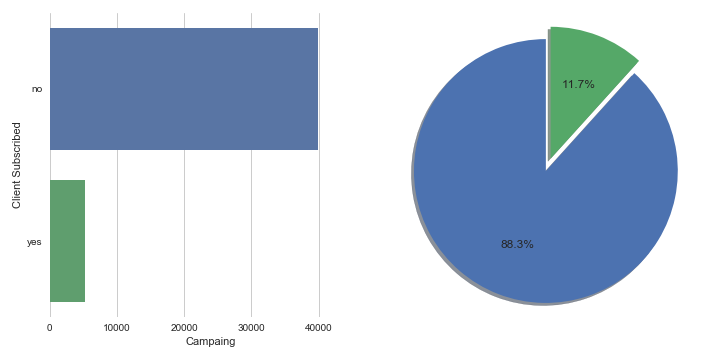 Client Subscribed
no
yes
0 10000 20000 30000 40000
Campaing
11.7%
88.3%